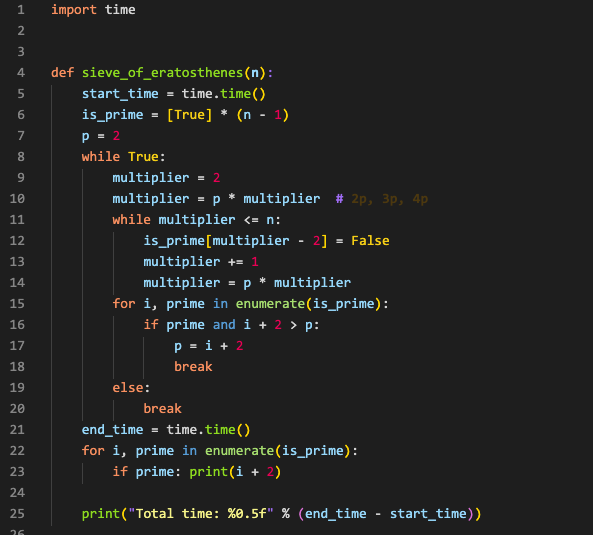 1 import time
2
3
4 def sieve_of_eratosthenes(n):
5     start_time = time.time()
6     is_prime = [True] * (n - 1)
7     p = 2
8     while True:
9         multiplier = 2
10         multiplier = p * multiplier  # 2p, 3p, 4p
11         while multiplier <= n:
12             is_prime[multiplier - 2] = False
13             multiplier += 1
14             multiplier = p * multiplier
15         for i, prime in enumerate(is_prime):
16             if prime and i + 2 > p:
17                 p = i + 2
18                 break
19         else:
20             break
21     end_time = time.time()
22     for i, prime in enumerate(is_prime):
23         if prime: print(i + 2)
24
25     print("Total time: %0.5f" % (end_time - start_time))
26